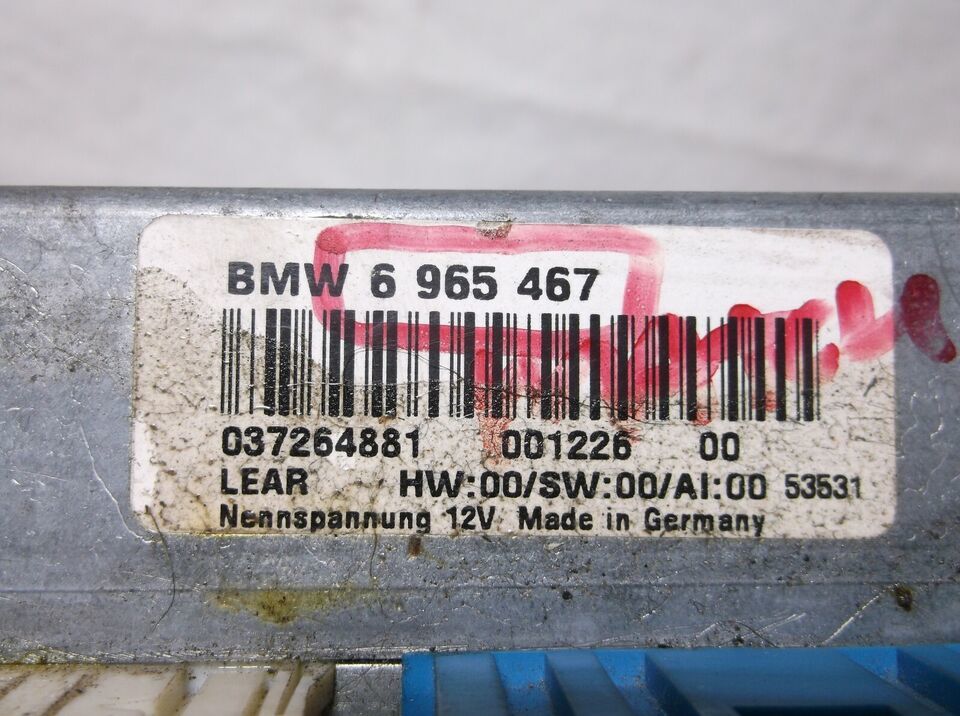 BMW 6 965 467
037264881 001226 00
LEAR HW:00/SW:00/AI:00 53531
Nennspannung 12V Made in Germany